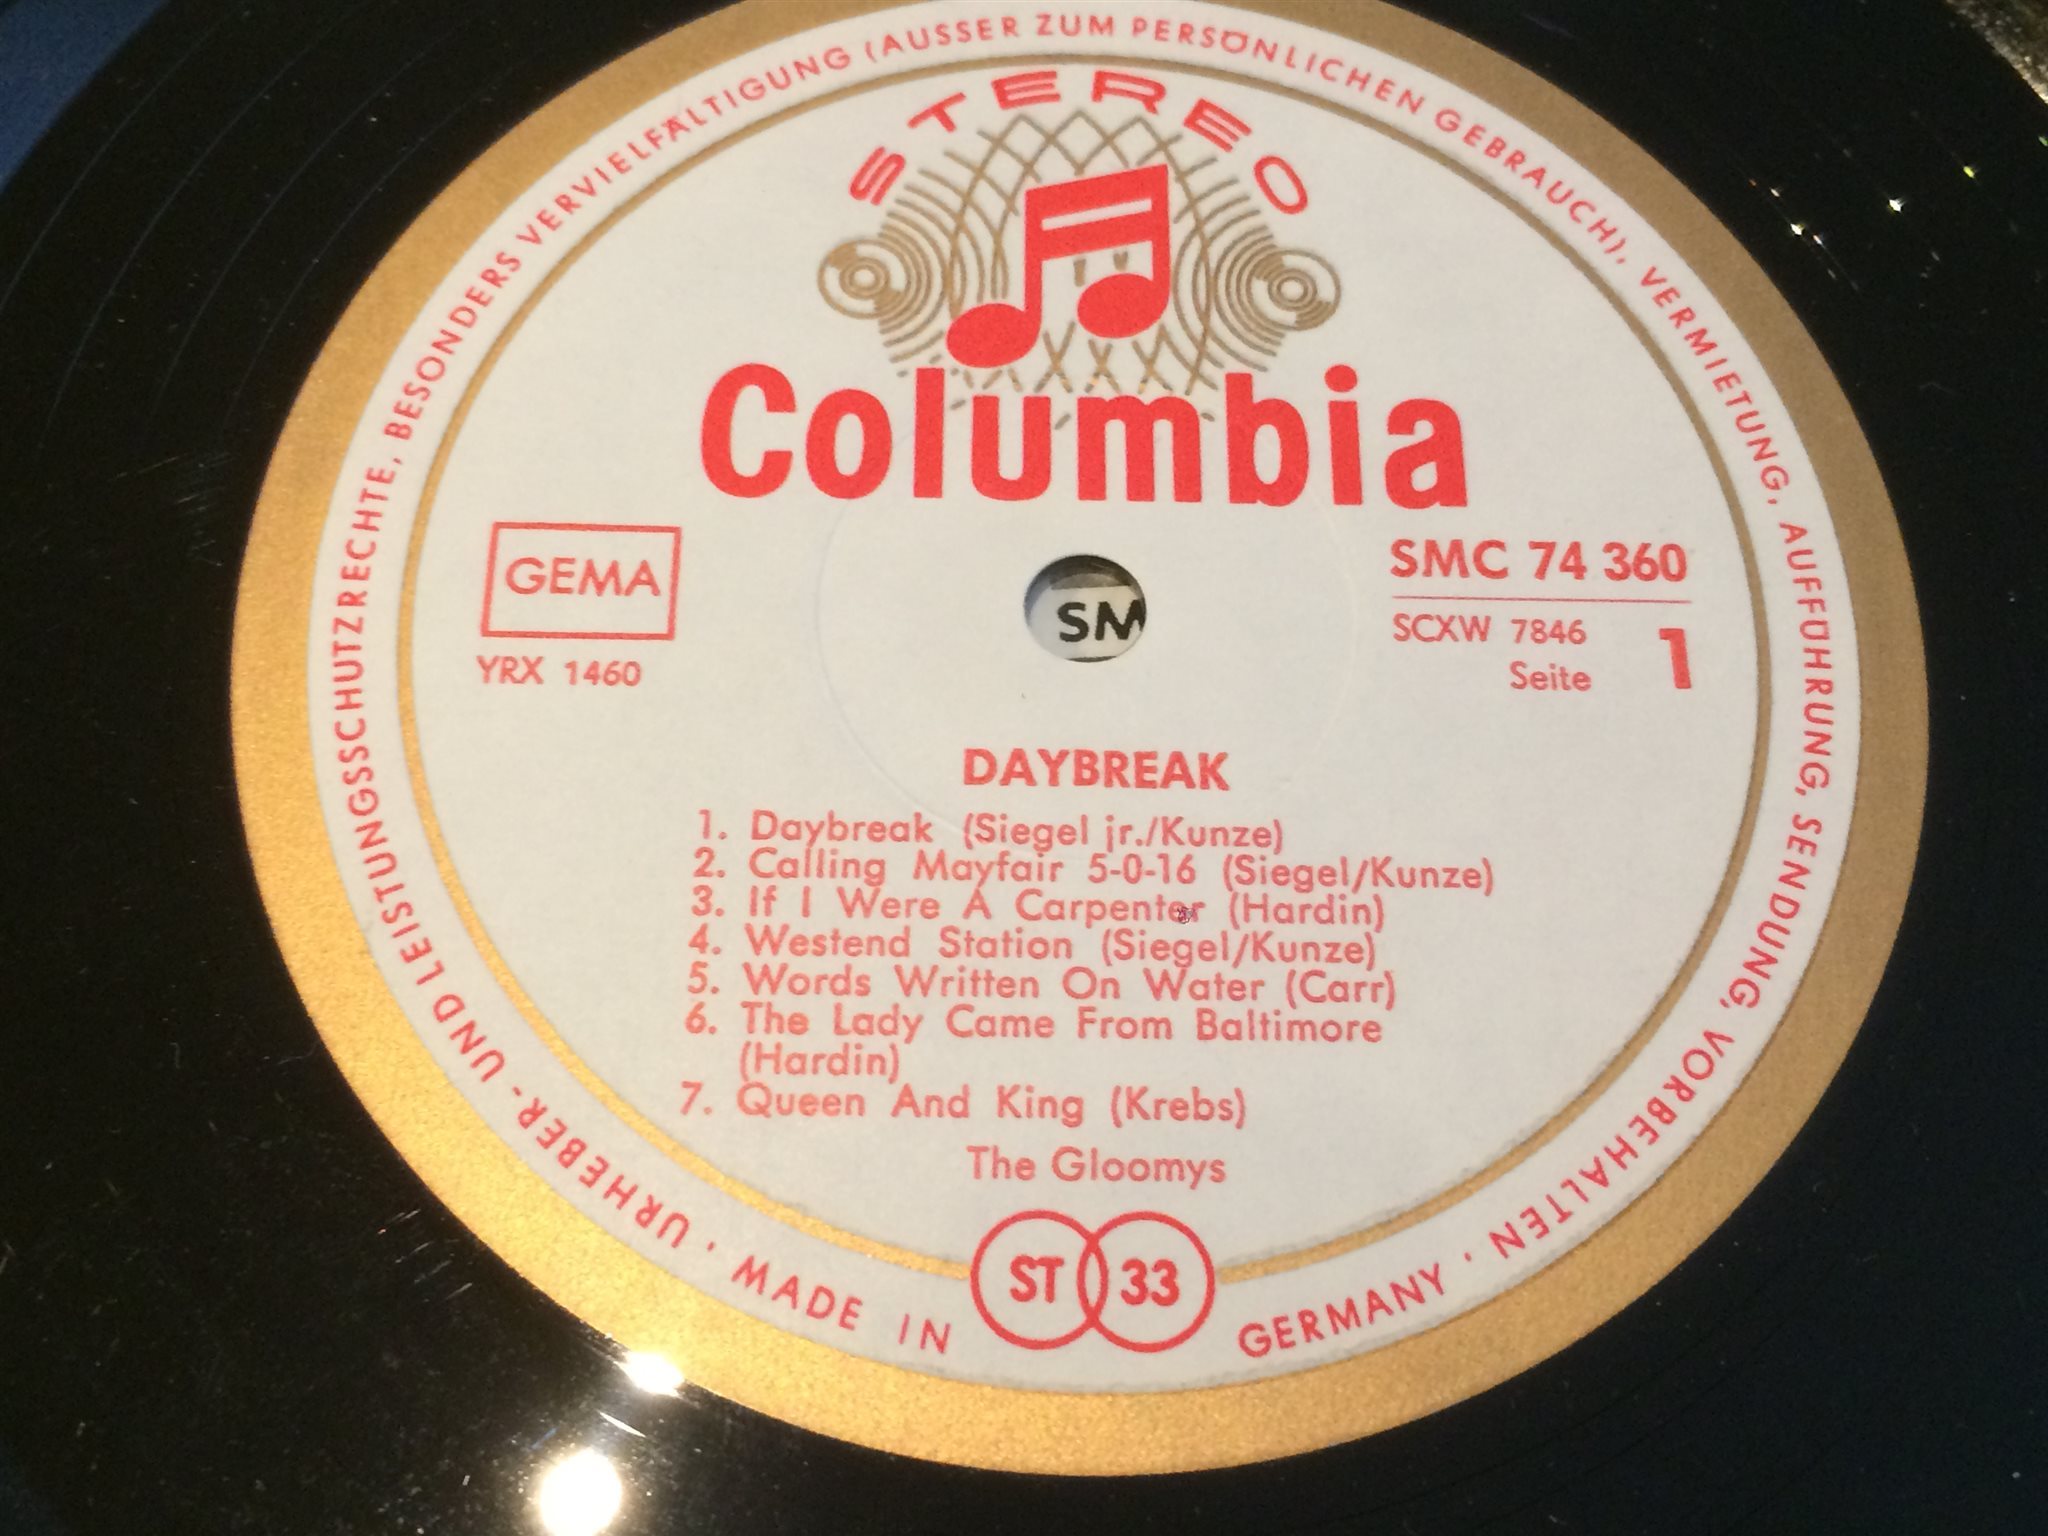 URHEBER- UND LEISTUNGSSCHUTZRECHTE, BESONDERS VERVIELFÄLTIGUNG (AUSSER ZUM PERSÖNLICHEN GEBRAUCH), VERMIETUNG, AUFFÜHRUNG, SENDUNG, VORBEHALTEN ·
STEREO
Columbia
GEMA
YRX 1460
SM
SMC 74 360
SCXW 7846
Seite 1
DAYBREAK
1. Daybreak (Siegel jr./Kunze)
2. Calling Mayfair 5-0-16 (Siegel/Kunze)
3. If I Were A Carpenter (Hardin)
4. Westend Station (Siegel/Kunze)
5. Words Written On Water (Carr)
6. The Lady Came From Baltimore
(Hardin)
7. Queen And King (Krebs)
The Gloomys
ST 33
· MADE IN GERMANY